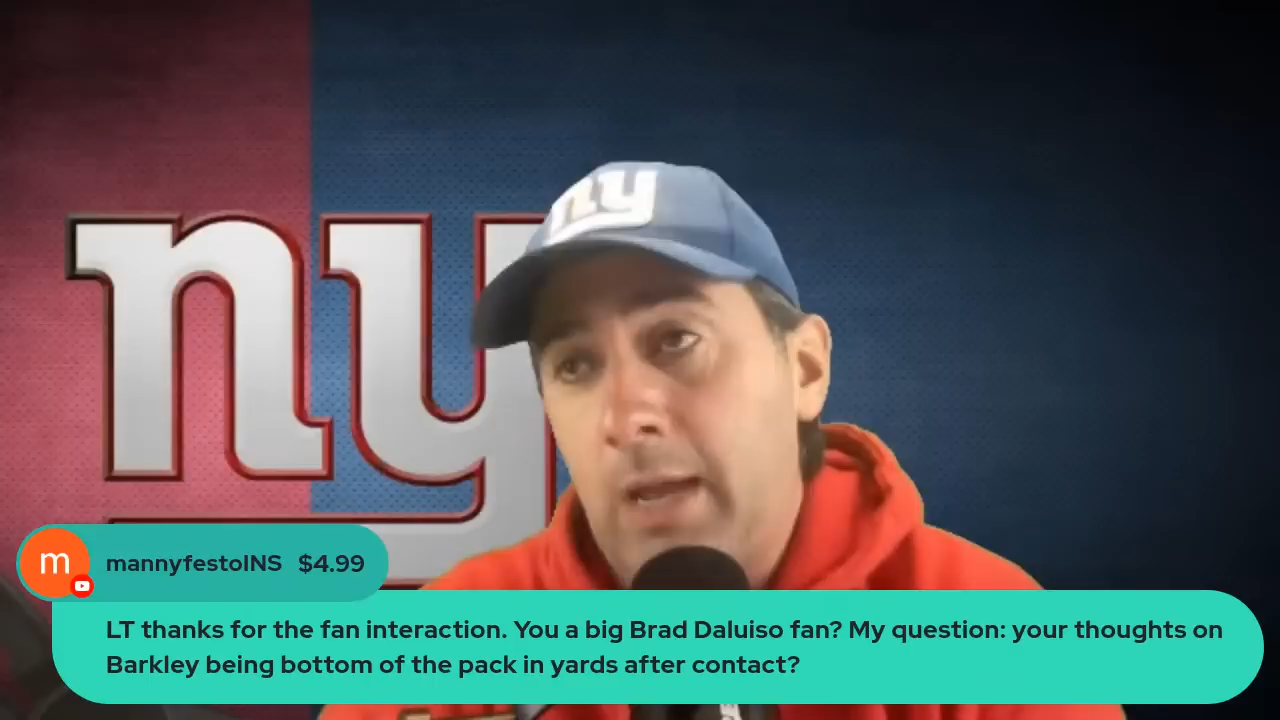 ny
ny
m
mannyfestoINS $4.99
LT thanks for the fan interaction. You a big Brad Daluiso fan? My question: your thoughts on
Barkley being bottom of the pack in yards after contact?